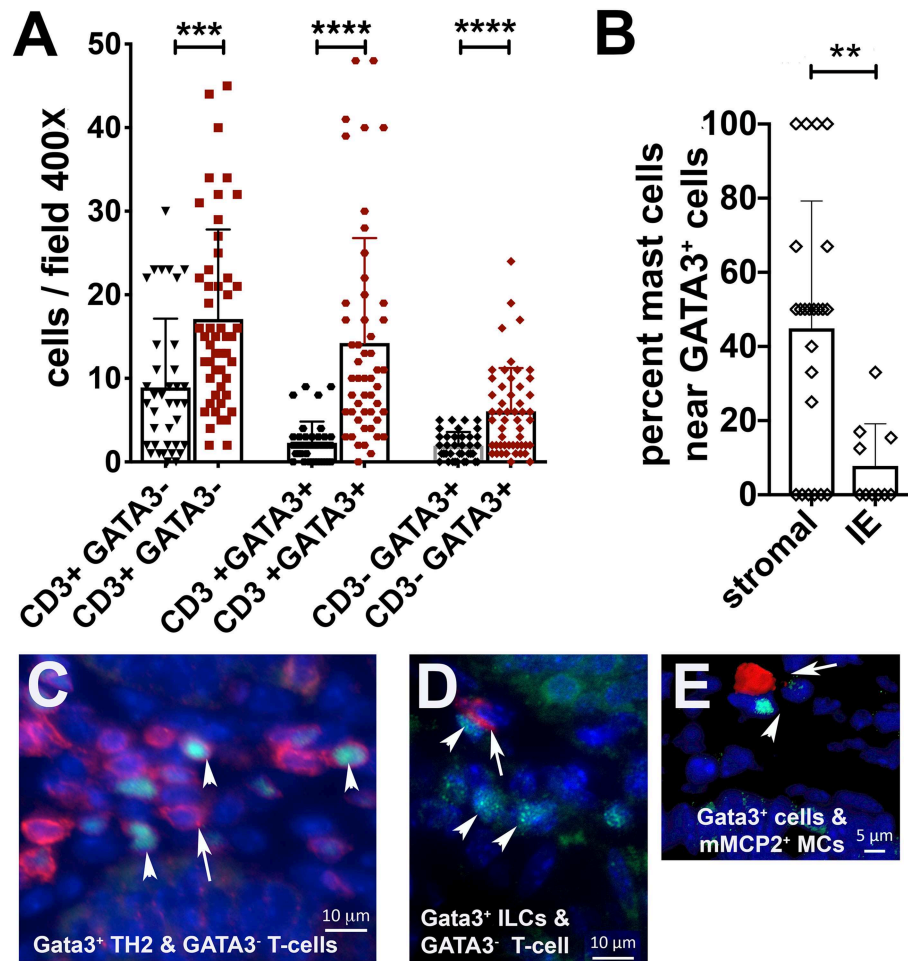 A
***
****
****
50
40
30
20
10
0
cells / field 400x
CD3+ GATA3-
CD3+ GATA3-
CD3 +GATA3+
CD3 +GATA3+
CD3- GATA3+
CD3- GATA3+
B
**
100
80
60
40
20
0
percent mast cells
near GATA3⁺ cells
stromal
IE
C
10 µm
Gata3⁺ TH2 & GATA3⁻ T-cells
D
Gata3⁺ ILCs &
GATA3⁻ T-cell
10 µm
E
Gata3⁺ cells &
mMCP2⁺ MCs
5 µm